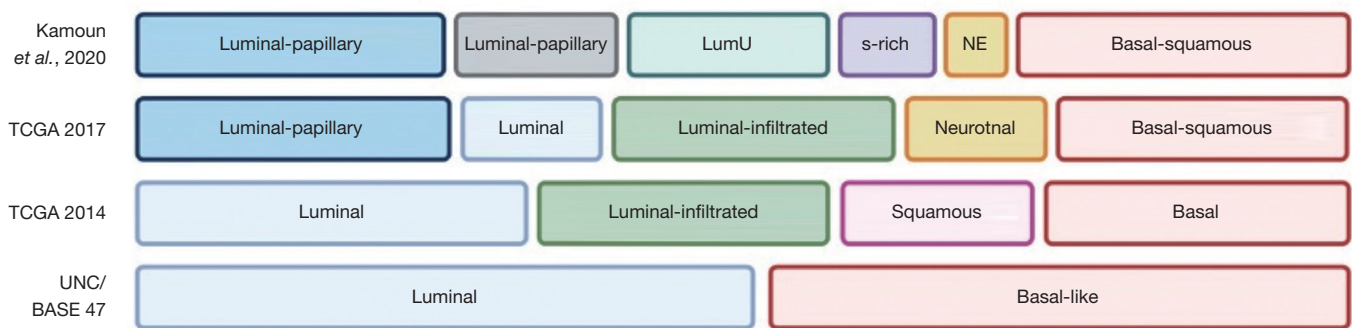 Kamoun
et al., 2020
Luminal-papillary
Luminal-papillary
LumU
s-rich
NE
Basal-squamous
TCGA 2017
Luminal-papillary
Luminal
Luminal-infiltrated
Neurotnal
Basal-squamous
TCGA 2014
Luminal
Luminal-infiltrated
Squamous
Basal
UNC/
BASE 47
Luminal
Basal-like